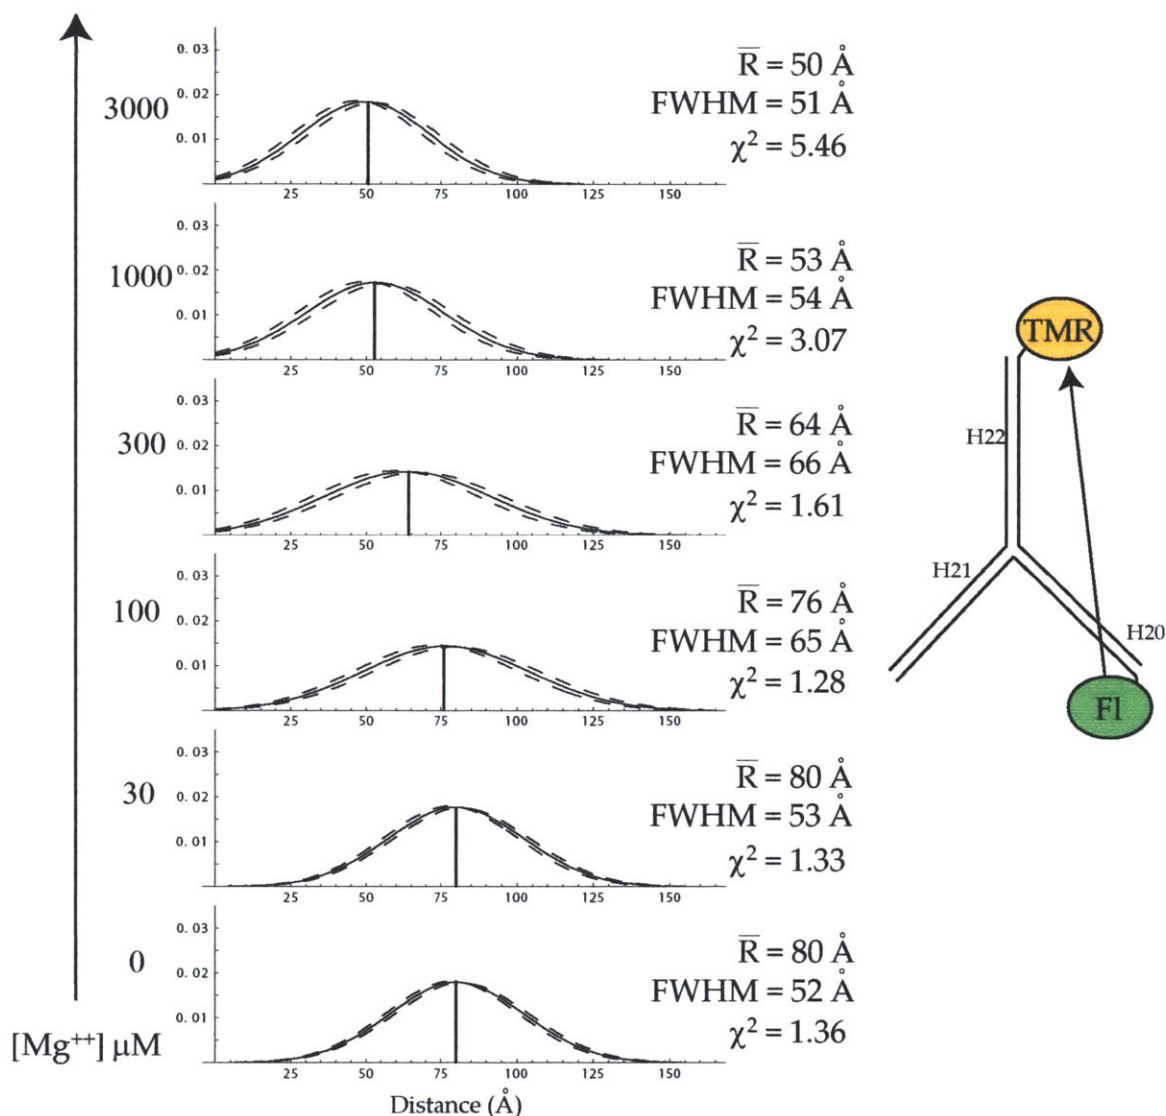 3000
0. 03
0. 02
0. 01
25 50 75 100 125 150
R̅ = 50 Å
FWHM = 51 Å
χ² = 5.46
1000
0. 03
0. 02
0. 01
25 50 75 100 125 150
R̅ = 53 Å
FWHM = 54 Å
χ² = 3.07
300
0. 03
0. 02
0. 01
25 50 75 100 125 150
R̅ = 64 Å
FWHM = 66 Å
χ² = 1.61
100
0. 03
0. 02
0. 01
25 50 75 100 125 150
R̅ = 76 Å
FWHM = 65 Å
χ² = 1.28
30
0. 03
0. 02
0. 01
25 50 75 100 125 150
R̅ = 80 Å
FWHM = 53 Å
χ² = 1.33
0
0. 03
0. 02
0. 01
25 50 75 100 125 150
R̅ = 80 Å
FWHM = 52 Å
χ² = 1.36
[Mg⁺⁺] µM
Distance (Å)
TMR
H22
H21
H20
Fl